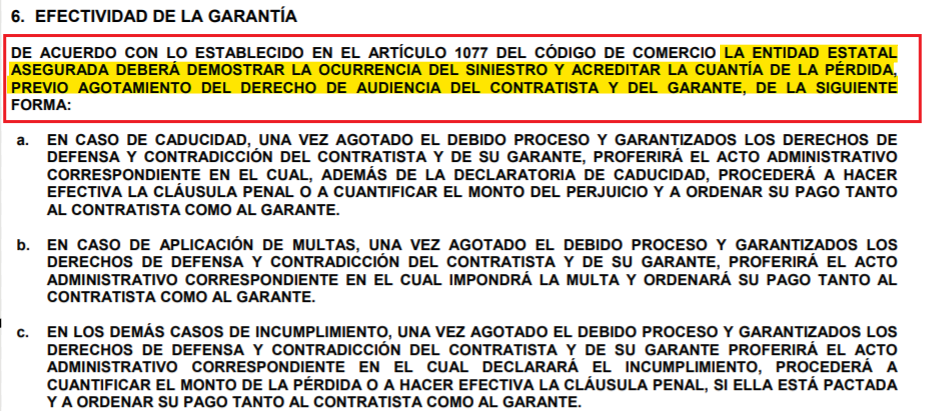 6. EFECTIVIDAD DE LA GARANTÍA
DE ACUERDO CON LO ESTABLECIDO EN EL ARTÍCULO 1077 DEL CÓDIGO DE COMERCIO LA ENTIDAD ESTATAL
ASEGURADA DEBERÁ DEMOSTRAR LA OCURRENCIA DEL SINIESTRO Y ACREDITAR LA CUANTÍA DE LA PÉRDIDA,
PREVIO AGOTAMIENTO DEL DERECHO DE AUDIENCIA DEL CONTRATISTA Y DEL GARANTE, DE LA SIGUIENTE
FORMA:
a. EN CASO DE CADUCIDAD, UNA VEZ AGOTADO EL DEBIDO PROCESO Y GARANTIZADOS LOS DERECHOS DE
DEFENSA Y CONTRADICCIÓN DEL CONTRATISTA Y DE SU GARANTE, PROFERIRÁ EL ACTO ADMINISTRATIVO
CORRESPONDIENTE EN EL CUAL, ADEMÁS DE LA DECLARATORIA DE CADUCIDAD, PROCEDERÁ A HACER
EFECTIVA LA CLÁUSULA PENAL O A CUANTIFICAR EL MONTO DEL PERJUICIO Y A ORDENAR SU PAGO TANTO
AL CONTRATISTA COMO AL GARANTE.
b. EN CASO DE APLICACIÓN DE MULTAS, UNA VEZ AGOTADO EL DEBIDO PROCESO Y GARANTIZADOS LOS
DERECHOS DE DEFENSA Y CONTRADICCIÓN DEL CONTRATISTA Y DE SU GARANTE, PROFERIRÁ EL ACTO
ADMINISTRATIVO CORRESPONDIENTE EN EL CUAL IMPONDRÁ LA MULTA Y ORDENARÁ SU PAGO TANTO AL
CONTRATISTA COMO AL GARANTE.
c. EN LOS DEMÁS CASOS DE INCUMPLIMIENTO, UNA VEZ AGOTADO EL DEBIDO PROCESO Y GARANTIZADOS LOS
DERECHOS DE DEFENSA Y CONTRADICCIÓN DEL CONTRATISTA Y DE SU GARANTE PROFERIRÁ EL ACTO
ADMINISTRATIVO CORRESPONDIENTE EN EL CUAL DECLARARÁ EL INCUMPLIMIENTO, PROCEDERÁ A
CUANTIFICAR EL MONTO DE LA PÉRDIDA O A HACER EFECTIVA LA CLÁUSULA PENAL, SI ELLA ESTÁ PACTADA
Y A ORDENAR SU PAGO TANTO AL CONTRATISTA COMO AL GARANTE.